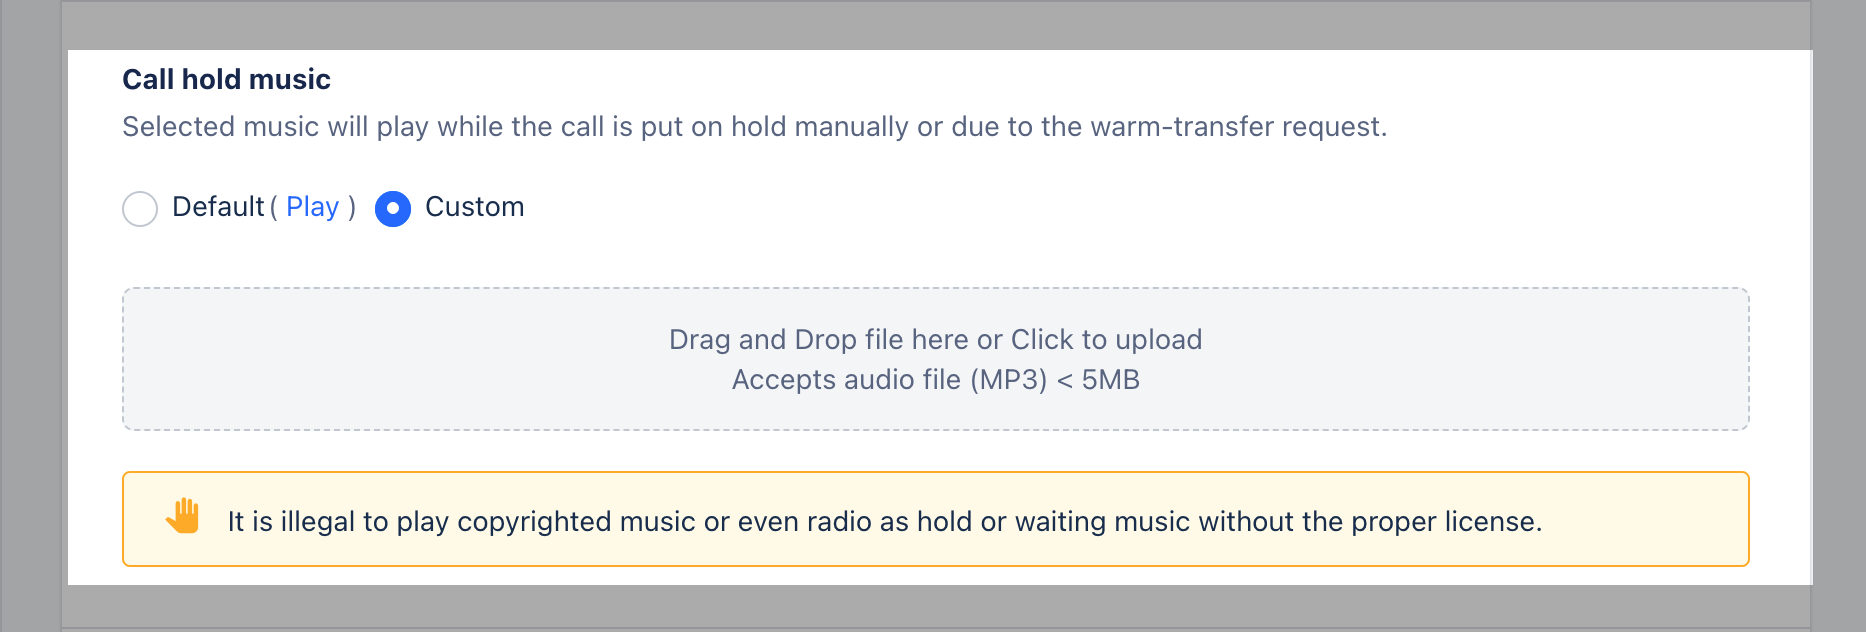 Call hold music
Selected music will play while the call is put on hold manually or due to the warm-transfer request.
Default ( Play ) Custom
Drag and Drop file here or Click to upload
Accepts audio file (MP3) < 5MB
It is illegal to play copyrighted music or even radio as hold or waiting music without the proper license.